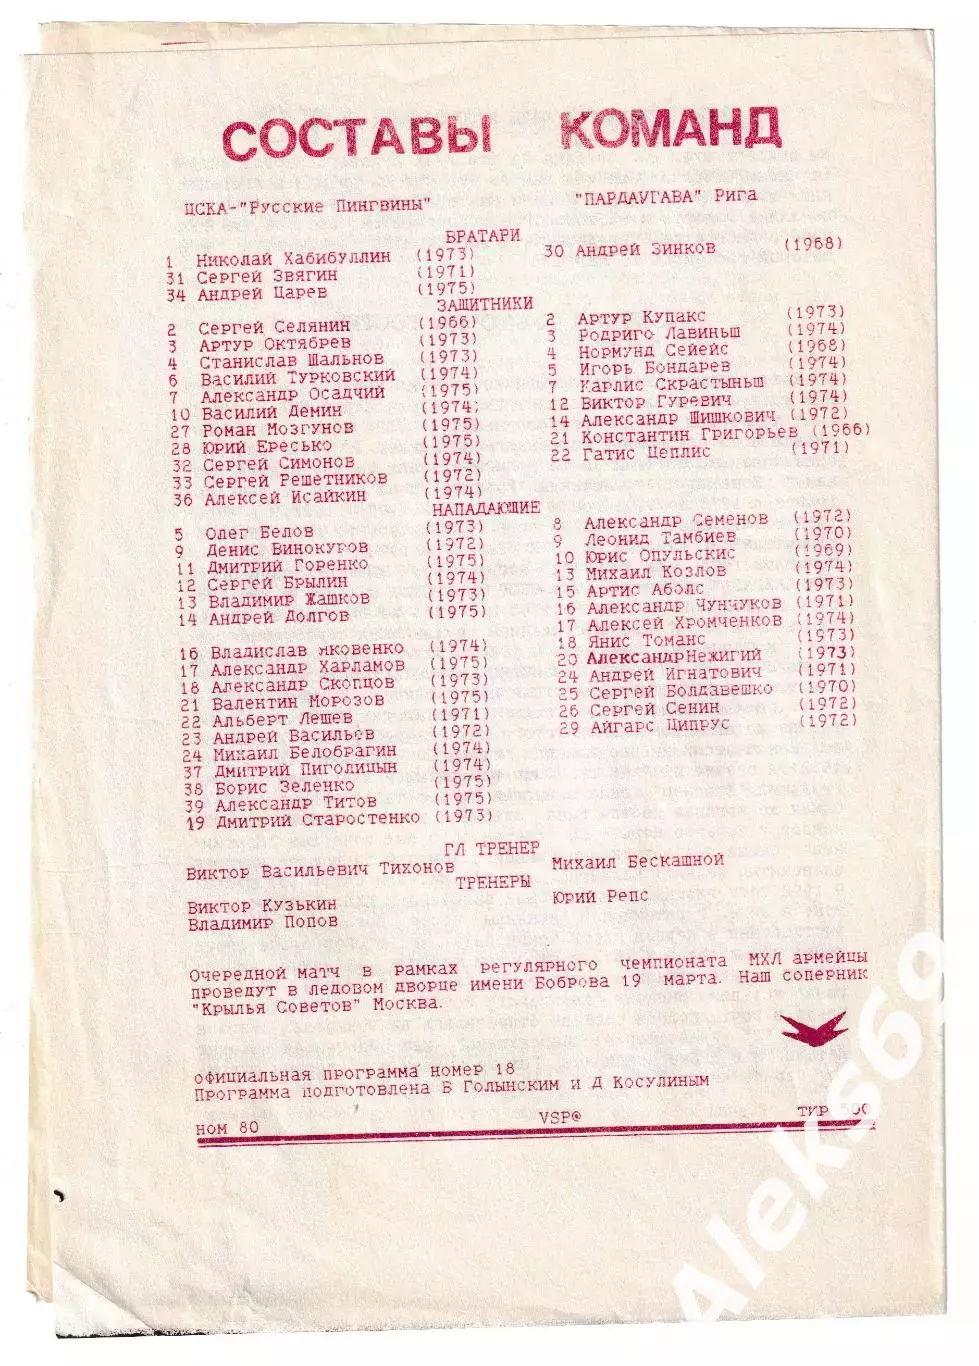 СОСТАВЫ КОМАНД
ЦСКА-"Русские Пингвины" "ПАРДАУГАВА" Рига
ВРАТАРИ
1 Николай Хабибуллин (1973) 30 Андрей Зинков (1968)
31 Сергей Звягин (1971)
34 Андрей Царев (1975)
ЗАЩИТНИКИ
2 Сергей Селянин (1966) 2 Артур Купакс (1973)
3 Артур Октябрев (1973) 3 Родриго Лавиньш (1974)
4 Станислав Шальнов (1973) 4 Нормунд Сейейс (1968)
6 Василий Турковский (1974) 5 Игорь Бондарев (1974)
7 Александр Осадчий (1975) 7 Карлис Скрастыньш (1974)
10 Василий Демин (1974) 12 Виктор Гуревич (1974)
27 Роман Мозгунов (1975) 14 Александр Шишкович (1972)
28 Юрий Ересько (1975) 21 Константин Григорьев (1966)
32 Сергей Симонов (1974) 22 Гатис Цеплис (1971)
33 Сергей Решетников (1972)
36 Алексей Исайкин (1974)
НАПАДАЮЩИЕ
5 Олег Белов (1973) 8 Александр Семенов (1972)
9 Денис Винокуров (1972) 9 Леонид Тамбиев (1970)
11 Дмитрий Горенко (1975) 10 Юрис Опульскис (1969)
12 Сергей Брылин (1974) 13 Михаил Козлов (1974)
13 Владимир Жашков (1973) 15 Артис Аболс (1973)
14 Андрей Долгов (1975) 16 Александр Чунчуков (1971)
17 Алексей Хромченков (1974)
16 Владислав Яковенко (1974) 18 Янис Томанс (1973)
17 Александр Харламов (1975) 20 Александр Нежигий (1973)
18 Александр Скопцов (1973) 24 Андрей Игнатович (1971)
21 Валентин Морозов (1975) 25 Сергей Болдавешко (1970)
22 Альберт Лешев (1971) 26 Сергей Сенин (1972)
23 Андрей Васильев (1972) 29 Айгарс Ципрус (1972)
24 Михаил Белобрагин (1974)
37 Дмитрий Пиголицын (1974)
38 Борис Зеленко (1975)
39 Александр Титов (1975)
19 Дмитрий Старостенко (1973)
ГЛ ТРЕНЕР
Виктор Васильевич Тихонов Михаил Бескашной
ТРЕНЕРЫ
Виктор Кузькин Юрий Репс
Владимир Попов
Очередной матч в рамках регулярного чемпионата МХЛ армейцы
проведут в ледовом дворце имени Боброва 19 марта. Наш соперник
"Крылья Советов" Москва.
официальная программа номер 18
Программа подготовлена В Голынским и Д Косулиным
ном 80 VSP@ ТИР 500
Aleks69